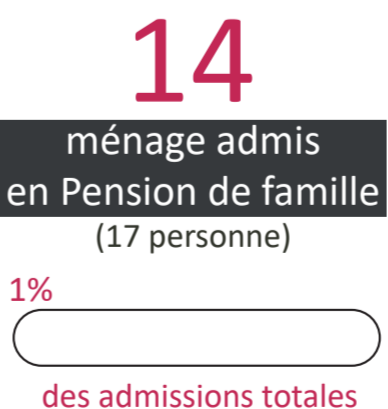 14
ménage admis
en Pension de famille
(17 personne)
1%
des admissions totales